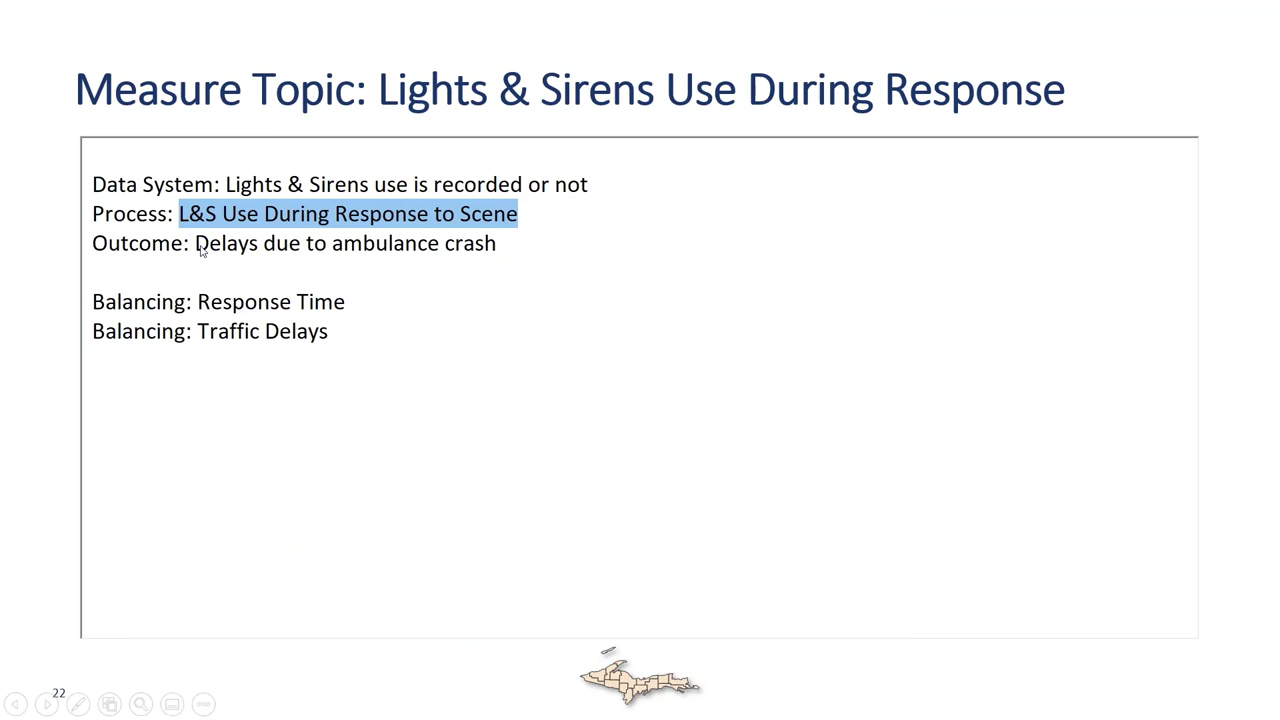 Measure Topic: Lights & Sirens Use During Response
Data System: Lights & Sirens use is recorded or not
Process: L&S Use During Response to Scene
Outcome: Delays due to ambulance crash
Balancing: Response Time
Balancing: Traffic Delays
22